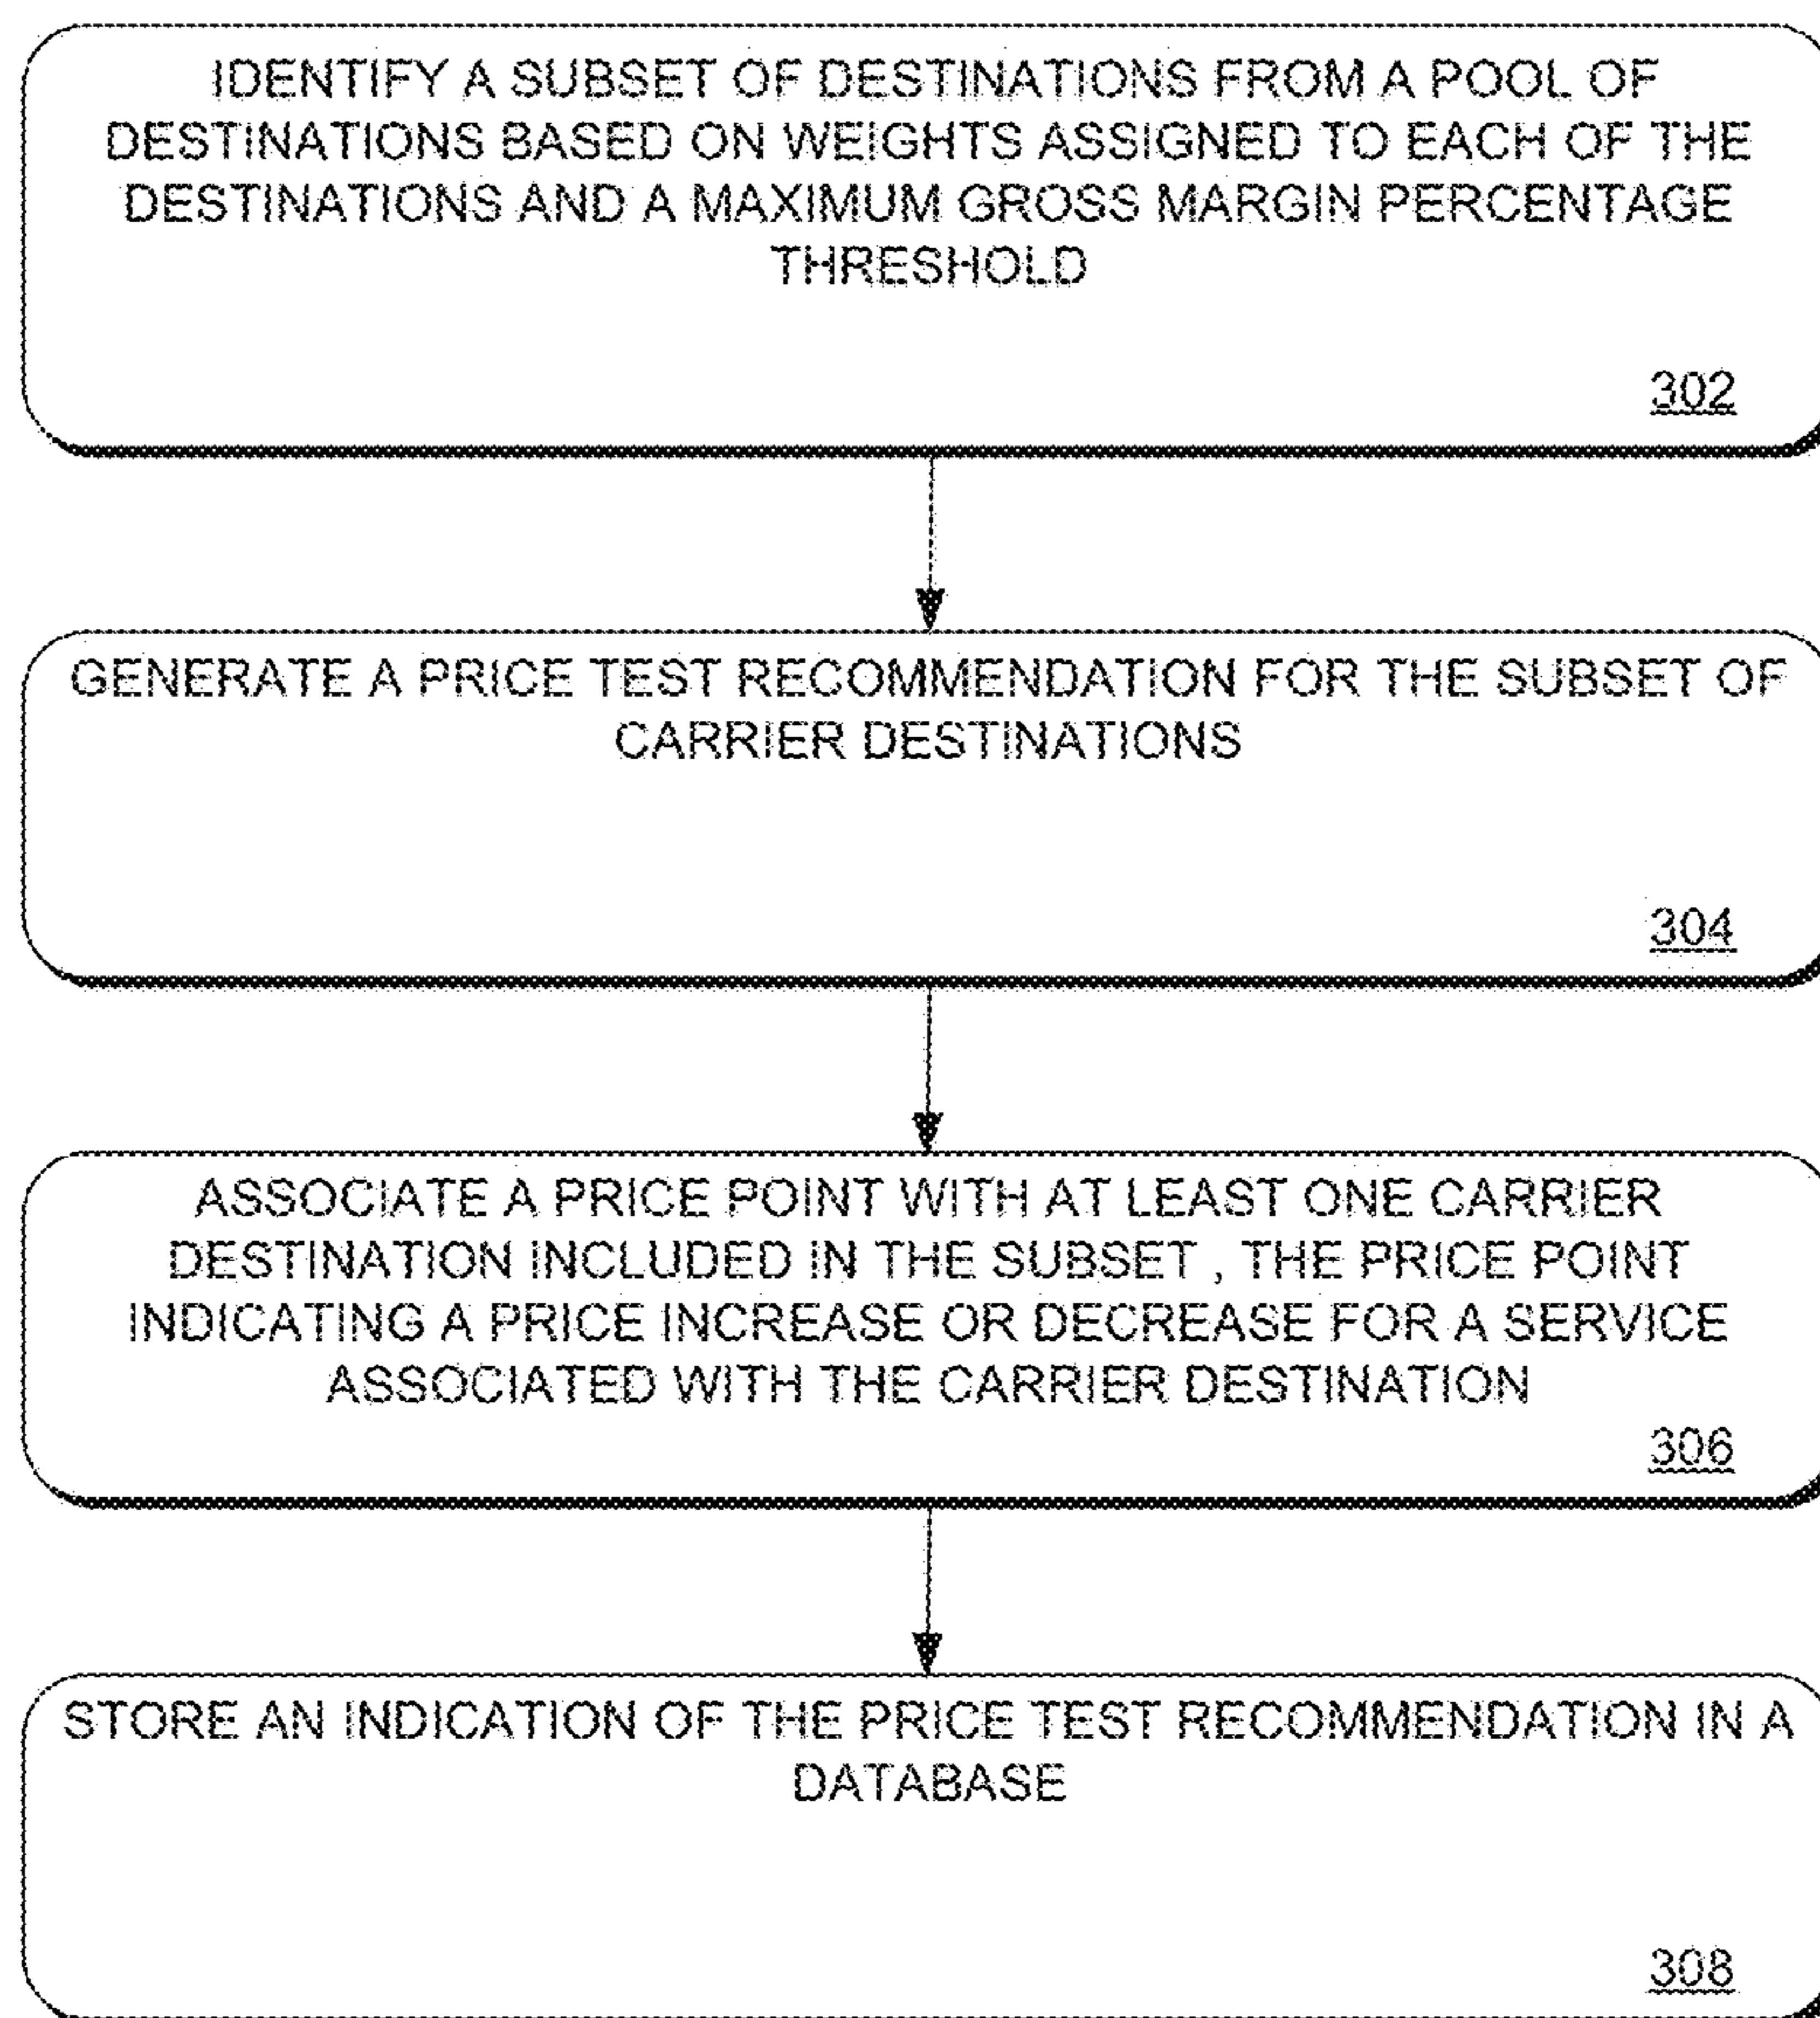 IDENTIFY A SUBSET OF DESTINATIONS FROM A POOL OF
DESTINATIONS BASED ON WEIGHTS ASSIGNED TO EACH OF THE
DESTINATIONS AND A MAXIMUM GROSS MARGIN PERCENTAGE
THRESHOLD
302
GENERATE A PRICE TEST RECOMMENDATION FOR THE SUBSET OF
CARRIER DESTINATIONS
304
ASSOCIATE A PRICE POINT WITH AT LEAST ONE CARRIER
DESTINATION INCLUDED IN THE SUBSET , THE PRICE POINT
INDICATING A PRICE INCREASE OR DECREASE FOR A SERVICE
ASSOCIATED WITH THE CARRIER DESTINATION
306
STORE AN INDICATION OF THE PRICE TEST RECOMMENDATION IN A
DATABASE
308